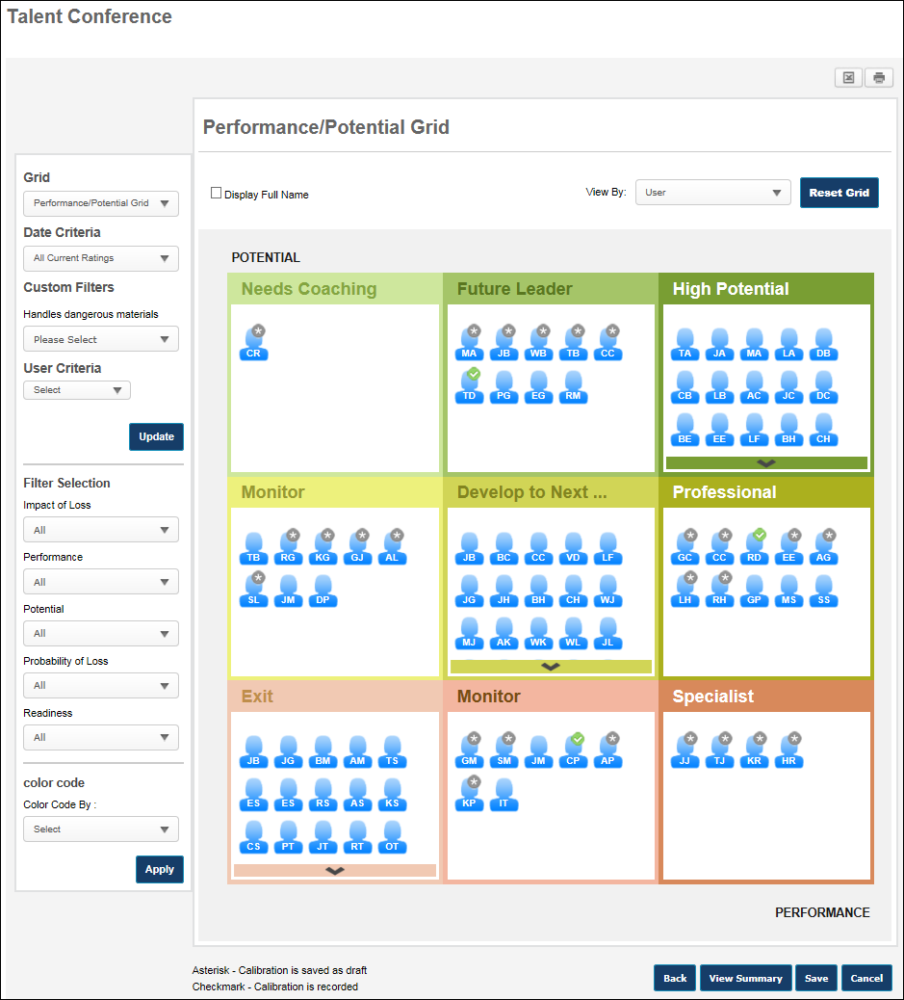 Talent Conference
Performance/Potential Grid
Grid
Performance/Potential Grid
Date Criteria
All Current Ratings
Custom Filters
Handles dangerous materials
Please Select
User Criteria
Select
Update
Filter Selection
Impact of Loss
All
Performance
All
Potential
All
Probability of Loss
All
Readiness
All
color code
Color Code By :
Select
Apply
Display Full Name
View By: User Reset Grid
POTENTIAL
Needs Coaching
CR
Future Leader
MA JB WB TB CC
TD PG EG RM
High Potential
TA JA MA LA DB
CB LB AC JC DC
BE EE LF BH CH
Monitor
TB RG KG GJ AL
SL JM DP
Develop to Next ...
JB BC CC VD LF
JG JH BH CH WJ
MJ AK WK WL JL
Professional
GC CC RD EE AG
LH RH GP MS SS
Exit
JB JG BM AM TS
ES ES RS AS KS
CS PT JT RT OT
Monitor
GM SM JM CP AP
KP IT
Specialist
JJ TJ KR HR
PERFORMANCE
Asterisk - Calibration is saved as draft
Checkmark - Calibration is recorded
Back View Summary Save Cancel